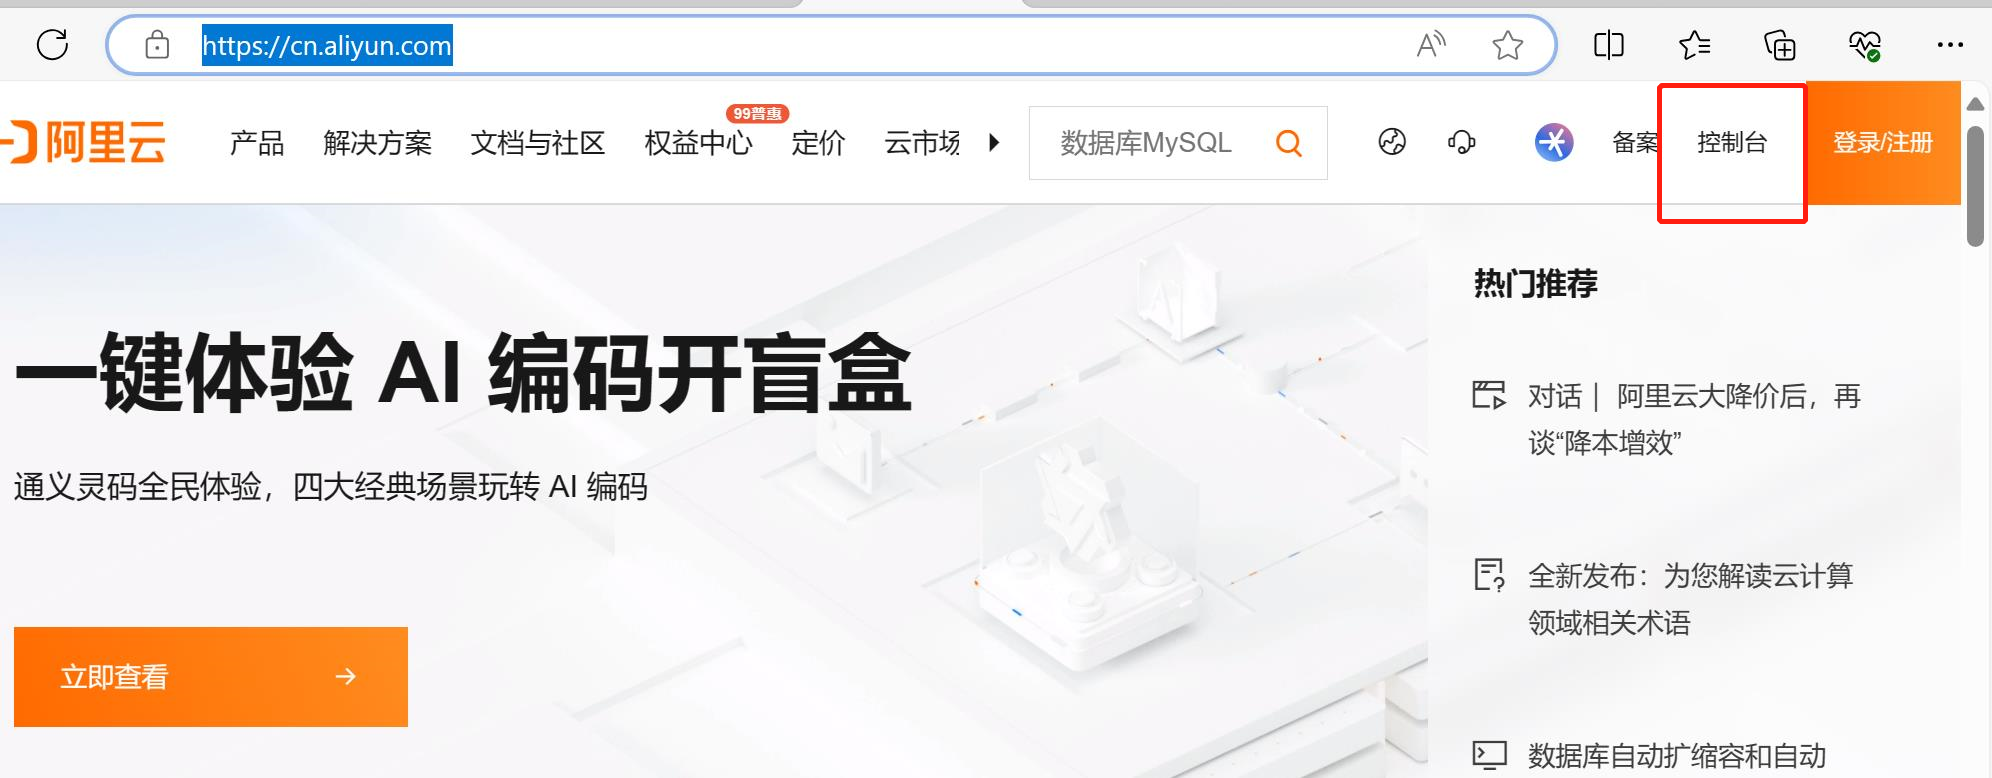 https://cn.aliyun.com
阿里云
产品
解决方案
文档与社区
权益中心
99普惠
定价
云市场
数据库MySQL
备案
控制台
登录/注册
一键体验 AI 编码开盲盒
通义灵码全民体验，四大经典场景玩转 AI 编码
立即查看
热门推荐
对话｜ 阿里云大降价后，再
谈“降本增效”
全新发布：为您解读云计算
领域相关术语
数据库自动扩缩容和自动